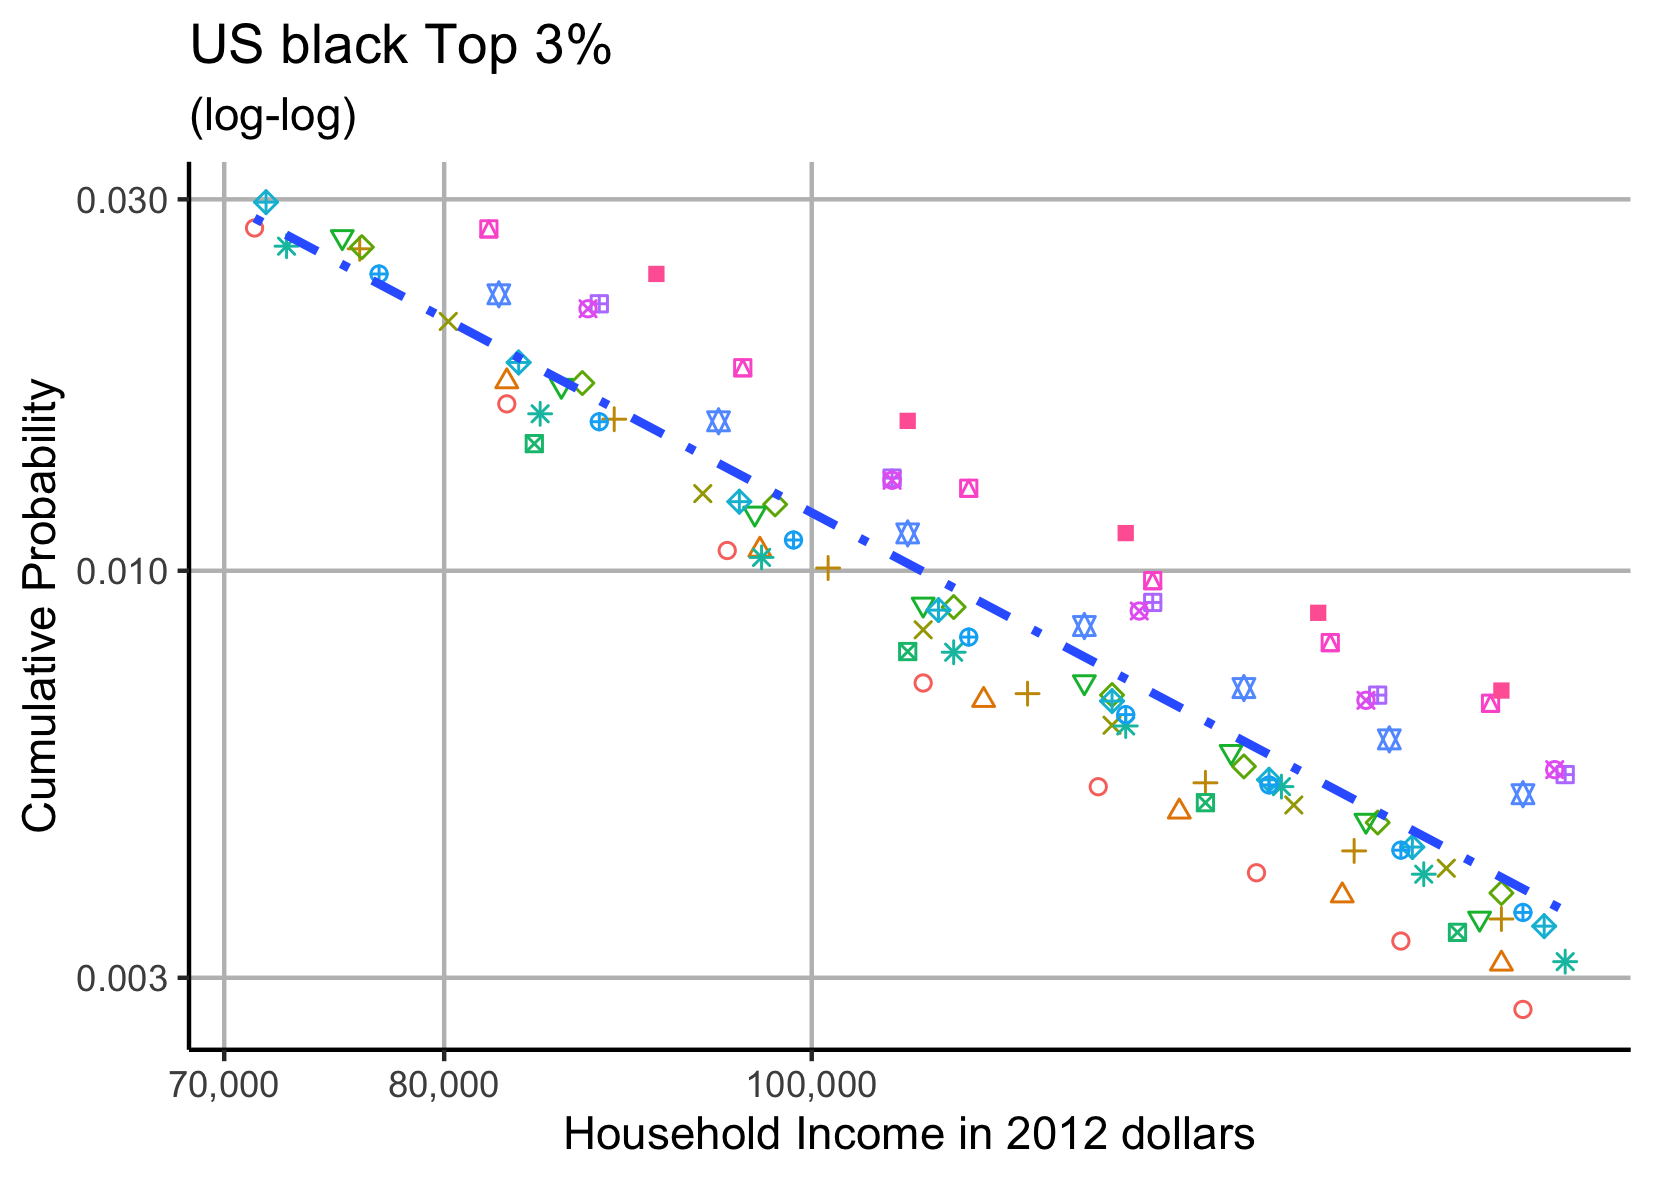 US black Top 3%
(log-log)
0.030
0.010
0.003
Cumulative Probability
70,000
80,000
100,000
Household Income in 2012 dollars